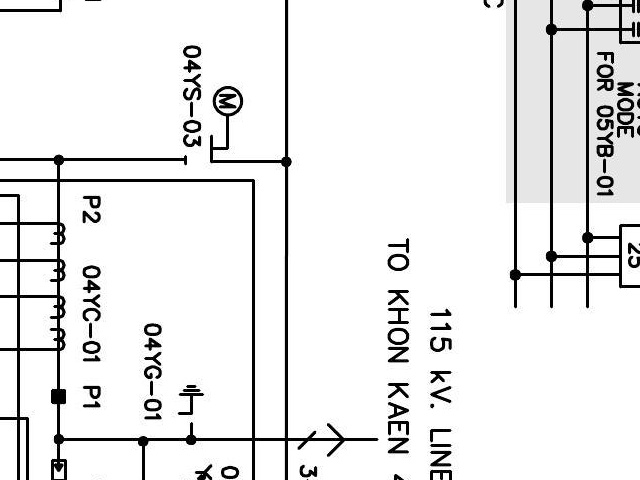 MODE
FOR 05YB-01
25
115 kV. LINE
TO KHON KAEN
M
04YS-03
04YG-01
P2
04YC-01
P1